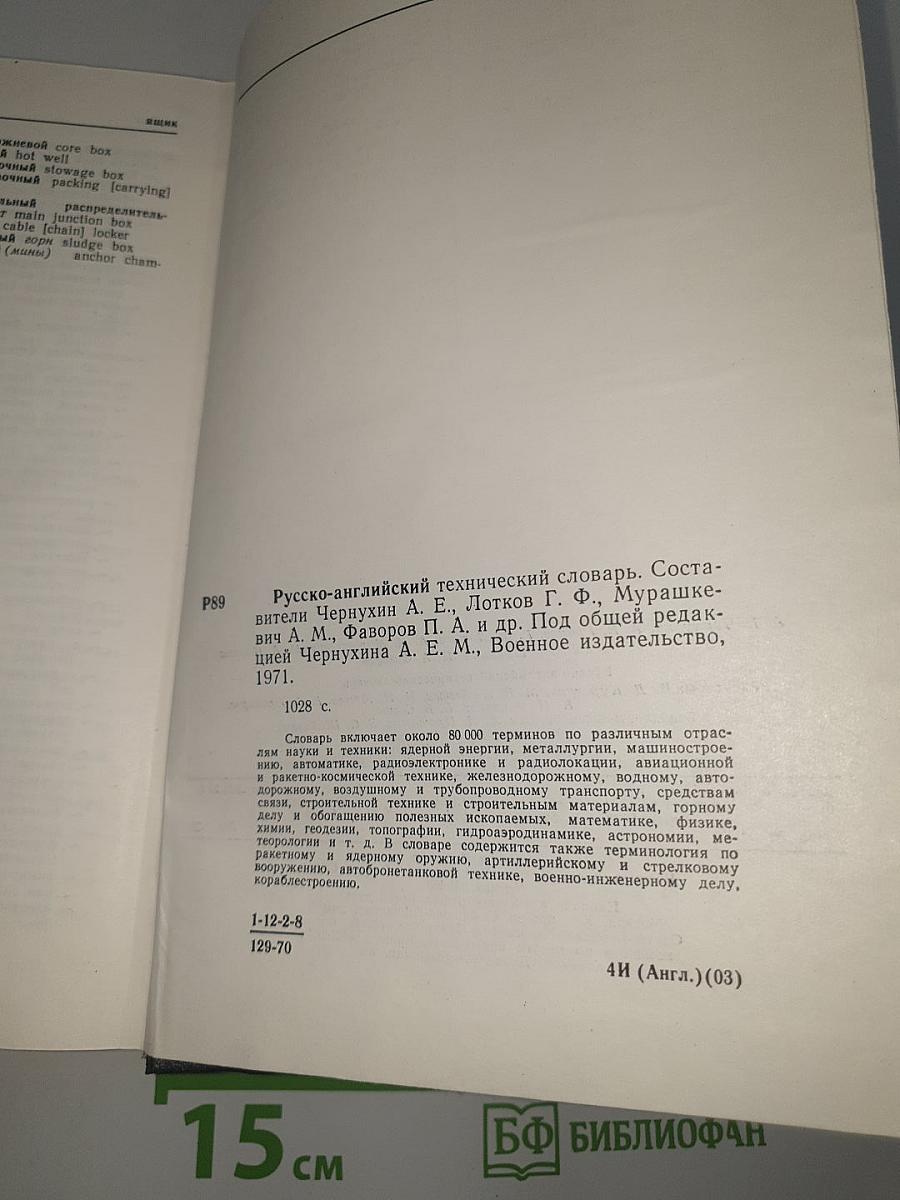 ящик
core box
hot well
stowage box
packing [carrying]
распределитель-
main junction box
cable [chain] locker
горн sludge box
(мины) anchor cham-
Р89
Русско-английский технический словарь. Соста-
вители Чернухин А. Е., Лотков Г. Ф., Мурашке-
вич А. М., Фаворов П. А. и др. Под общей редак-
цией Чернухина А. Е. М., Военное издательство,
1971.
1028 с.
Словарь включает около 80 000 терминов по различным отрас-
лям науки и техники: ядерной энергии, металлургии, машинострое-
нию, автоматике, радиоэлектронике и радиолокации, авиационной
и ракетно-космической технике, железнодорожному, водному, авто-
дорожному, воздушному и трубопроводному транспорту, средствам
связи, строительной технике и строительным материалам, горному
делу и обогащению полезных ископаемых, математике, физике,
химии, геодезии, топографии, гидроаэродинамике, астрономии, ме-
теорологии и т. д. В словаре содержится также терминология по
ракетному и ядерному оружию, артиллерийскому и стрелковому
вооружению, автобронетанковой технике, военно-инженерному делу,
кораблестроению.
1-12-2-8
129-70
4И (Англ.)(03)
15 см
БФ БИБЛИОФАН